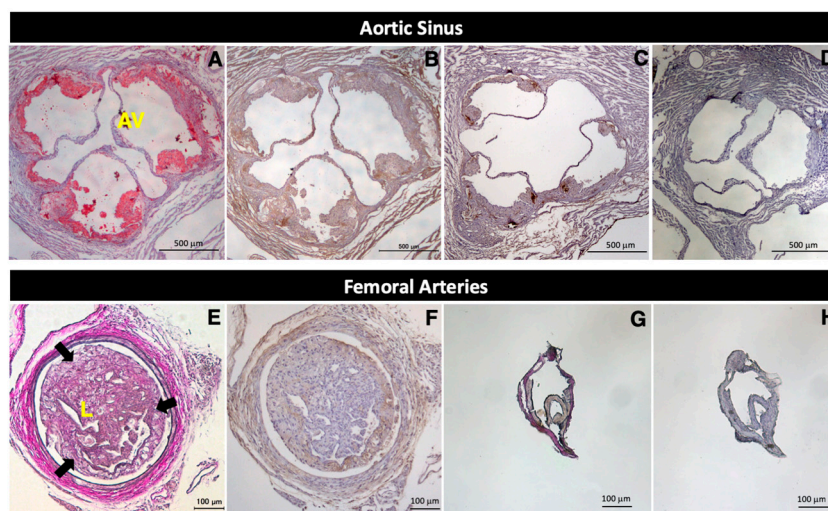 Aortic Sinus
A
B
C
D
AV
500 μm
500 μm
500 μm
500 μm
Femoral Arteries
E
F
G
H
L
100 μm
100 μm
100 μm
100 μm